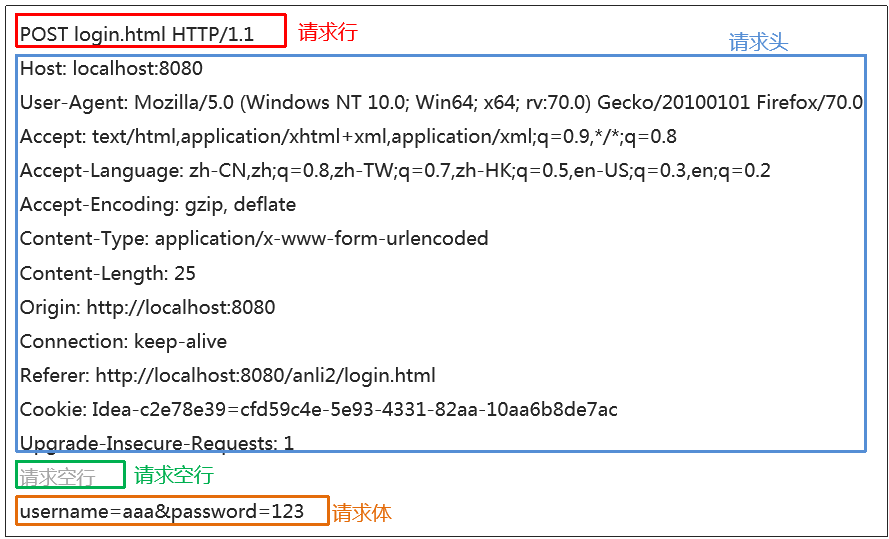 POST login.html HTTP/1.1 请求行
请求头
Host: localhost:8080
User-Agent: Mozilla/5.0 (Windows NT 10.0; Win64; x64; rv:70.0) Gecko/20100101 Firefox/70.0
Accept: text/html,application/xhtml+xml,application/xml;q=0.9,*/*;q=0.8
Accept-Language: zh-CN,zh;q=0.8,zh-TW;q=0.7,zh-HK;q=0.5,en-US;q=0.3,en;q=0.2
Accept-Encoding: gzip, deflate
Content-Type: application/x-www-form-urlencoded
Content-Length: 25
Origin: http://localhost:8080
Connection: keep-alive
Referer: http://localhost:8080/anli2/login.html
Cookie: Idea-c2e78e39=cfd59c4e-5e93-4331-82aa-10aa6b8de7ac
Upgrade-Insecure-Requests: 1
请求空行 请求空行
username=aaa&password=123 请求体